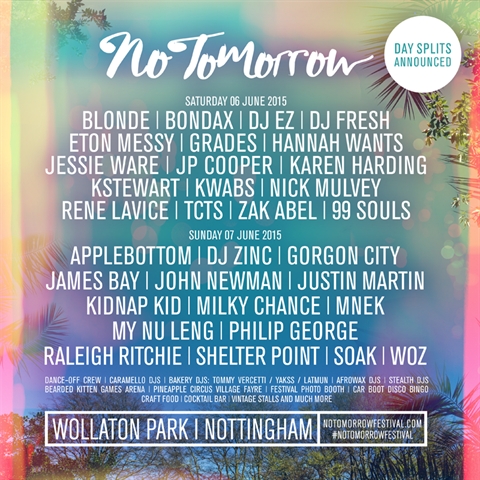 No Tomorrow
DAY SPLITS
ANNOUNCED
SATURDAY 06 JUNE 2015
BLONDE | BONDAX | DJ EZ | DJ FRESH
ETON MESSY | GRADES | HANNAH WANTS
JESSIE WARE | JP COOPER | KAREN HARDING
KSTEWART | KWABS | NICK MULVEY
RENE LAVICE | TCTS | ZAK ABEL | 99 SOULS
SUNDAY 07 JUNE 2015
APPLEBOTTOM | DJ ZINC | GORGON CITY
JAMES BAY | JOHN NEWMAN | JUSTIN MARTIN
KIDNAP KID | MILKY CHANCE | MNEK
MY NU LENG | PHILIP GEORGE
RALEIGH RITCHIE | SHELTER POINT | SOAK | WOZ
DANCE-OFF CREW | CARAMELLO DJS | BAKERY DJS: TOMMY VERCETTI / YAKSS / LATMUN | AFROWAX DJS | STEALTH DJS
BEARDED KITTEN GAMES ARENA | PINEAPPLE CIRCUS VILLAGE FAYRE | FESTIVAL PHOTO BOOTH | CAR BOOT DISCO BINGO
CRAFT FOOD | COCKTAIL BAR | VINTAGE STALLS AND MUCH MORE
WOLLATON PARK | NOTTINGHAM
NOTOMORROWFESTIVAL.COM
#NOTOMORROWFESTIVAL